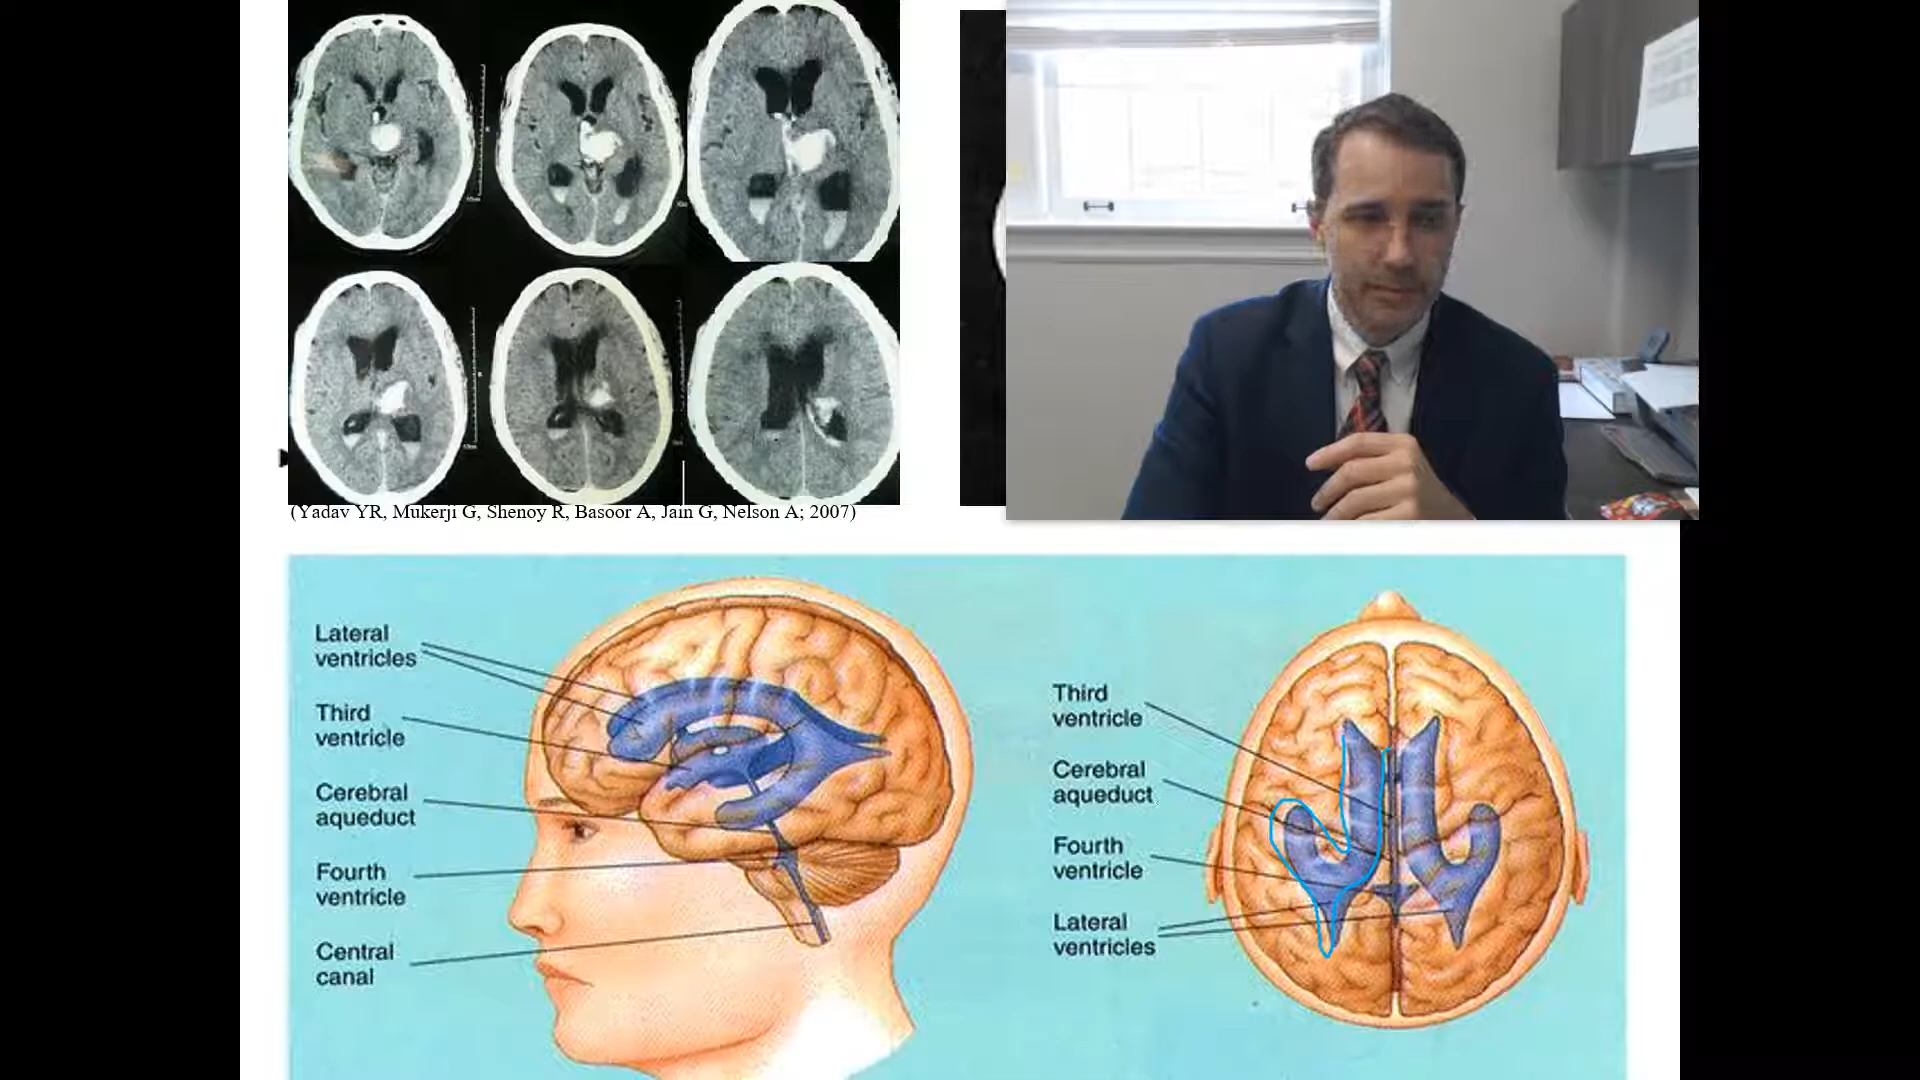 (Yadav YR, Mukerji G, Shenoy R, Basoor A, Jain G, Nelson A; 2007)
Lateral
ventricles
Third
ventricle
Cerebral
aqueduct
Fourth
ventricle
Central
canal
Third
ventricle
Cerebral
aqueduct
Fourth
ventricle
Lateral
ventricles